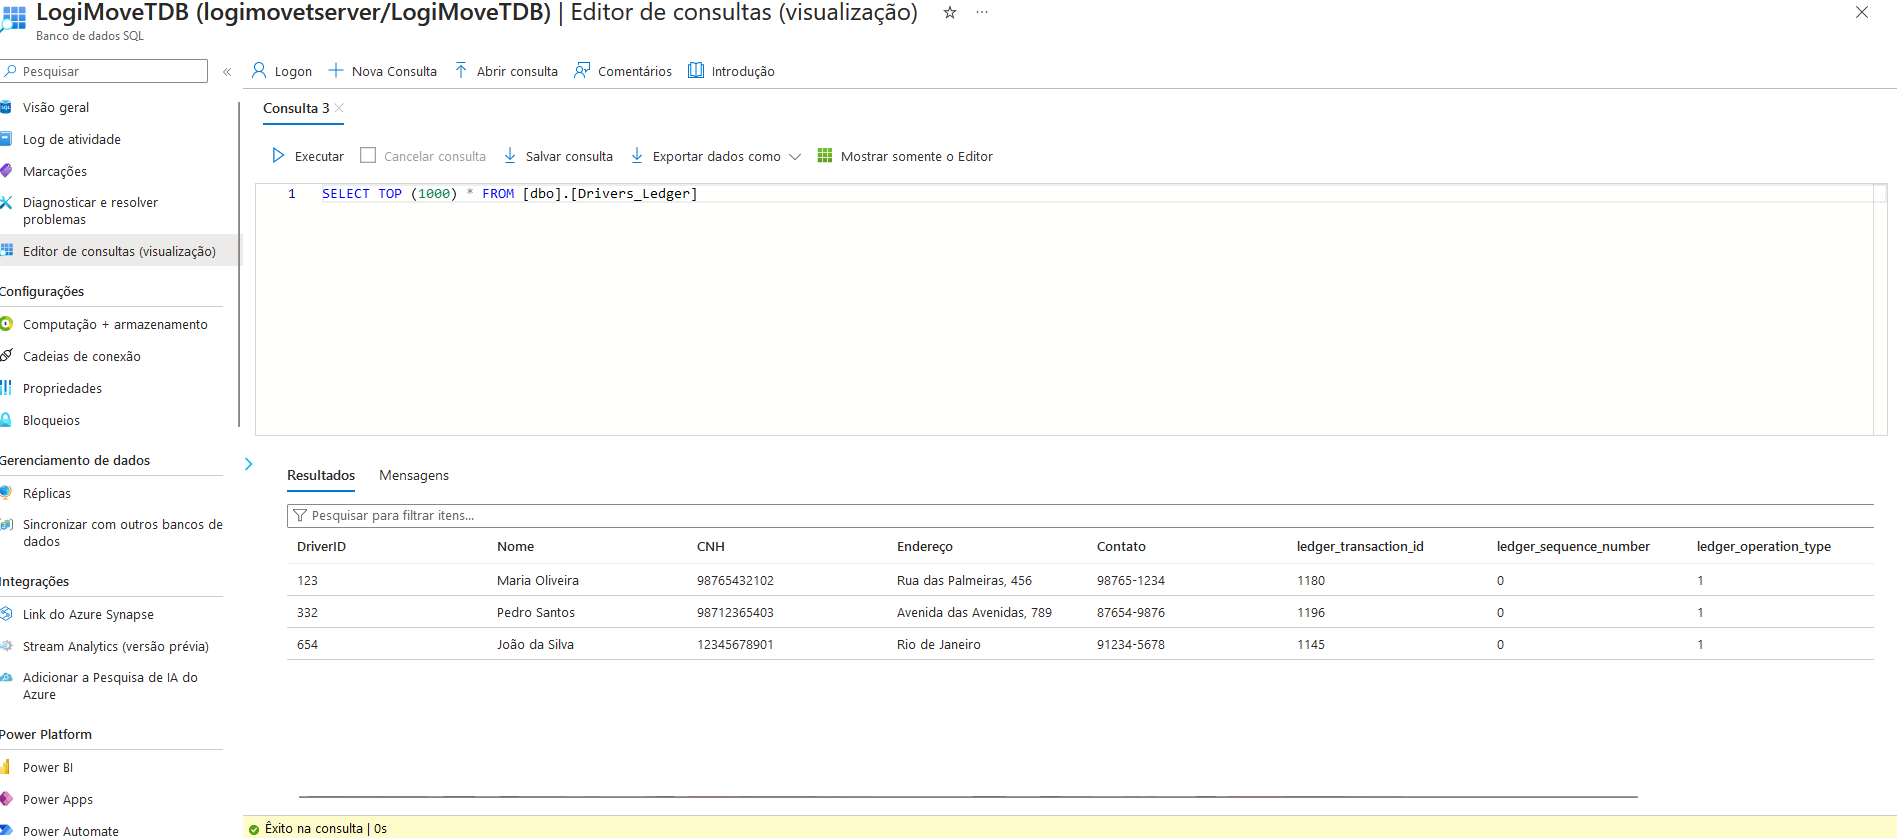 LogiMoveTDB (logimovetserver/LogiMoveTDB) | Editor de consultas (visualização)
Banco de dados SQL
Pesquisar
Visão geral
Log de atividade
Marcações
Diagnosticar e resolver
problemas
Editor de consultas (visualização)
Configurações
Computação + armazenamento
Cadeias de conexão
Propriedades
Bloqueios
Gerenciamento de dados
Réplicas
Sincronizar com outros bancos de
dados
Integrações
Link do Azure Synapse
Stream Analytics (versão prévia)
Adicionar a Pesquisa de IA do
Azure
Power Platform
Power BI
Power Apps
Power Automate
Logon Nova Consulta Abrir consulta Comentários Introdução
Consulta 3
Executar Cancelar consulta Salvar consulta Exportar dados como Mostrar somente o Editor
1 SELECT TOP (1000) * FROM [dbo].[Drivers_Ledger]
Resultados Mensagens
Pesquisar para filtrar itens...
DriverID Nome CNH Endereço Contato ledger_transaction_id ledger_sequence_number ledger_operation_type
123 Maria Oliveira 98765432102 Rua das Palmeiras, 456 98765-1234 1180 0 1
332 Pedro Santos 98712365403 Avenida das Avenidas, 789 87654-9876 1196 0 1
654 João da Silva 12345678901 Rio de Janeiro 91234-5678 1145 0 1
Êxito na consulta | 0s